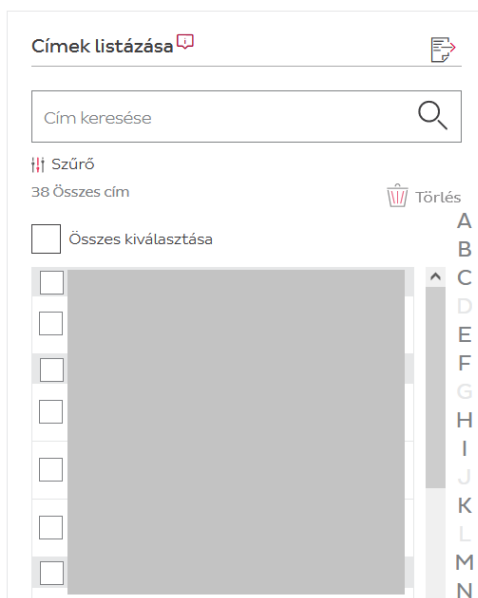 Címek listázása
Cím keresése
Szűrő
38 Összes cím
Törlés
Összes kiválasztása
A
B
C
D
E
F
G
H
I
J
K
L
M
N